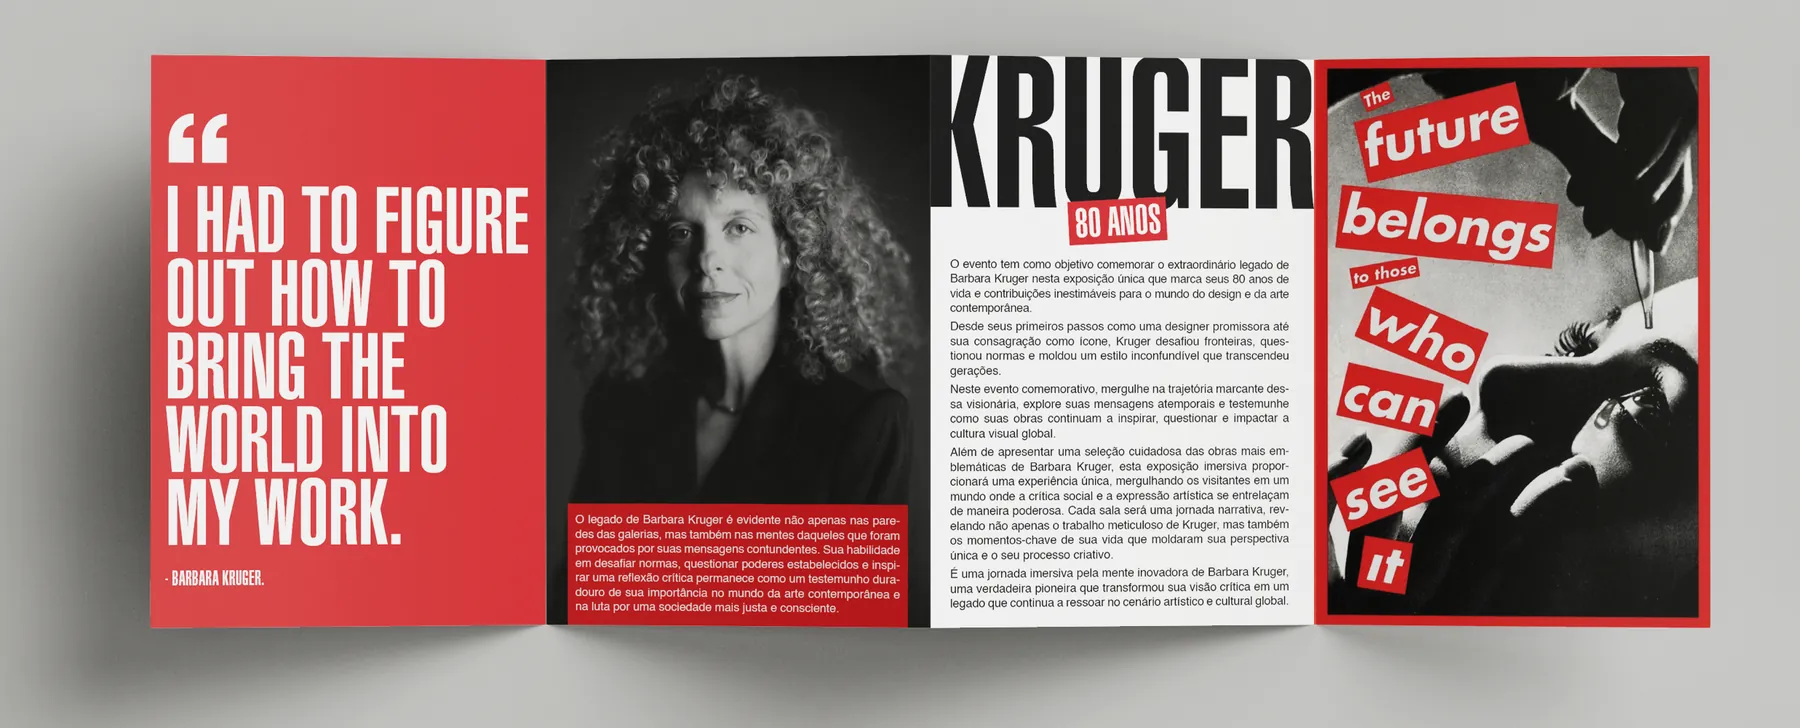 “
I HAD TO FIGURE
OUT HOW TO
BRING THE
WORLD INTO
MY WORK.
- BARBARA KRUGER.
O legado de Barbara Kruger é evidente não apenas nas pare-
des das galerias, mas também nas mentes daqueles que foram
provocados por suas mensagens contundentes. Sua habilidade
em desafiar normas, questionar poderes estabelecidos e inspi-
rar uma reflexão crítica permanece como um testemunho dura-
douro de sua importância no mundo da arte contemporânea e
na luta por uma sociedade mais justa e consciente.
KRUGER
80 ANOS
O evento tem como objetivo comemorar o extraordinário legado de
Barbara Kruger nesta exposição única que marca seus 80 anos de
vida e contribuições inestimáveis para o mundo do design e da arte
contemporânea.
Desde seus primeiros passos como uma designer promissora até
sua consagração como ícone, Kruger desafiou fronteiras, ques-
tionou normas e moldou um estilo inconfundível que transcendeu
gerações.
Neste evento comemorativo, mergulhe na trajetória marcante des-
sa visionária, explore suas mensagens atemporais e testemunhe
como suas obras continuam a inspirar, questionar e impactar a
cultura visual global.
Além de apresentar uma seleção cuidadosa das obras mais em-
blemáticas de Barbara Kruger, esta exposição imersiva propor-
cionará uma experiência única, mergulhando os visitantes em um
mundo onde a crítica social e a expressão artística se entrelaçam
de maneira poderosa. Cada sala será uma jornada narrativa, rev-
elando não apenas o trabalho meticuloso de Kruger, mas também
os momentos-chave de sua vida que moldaram sua perspectiva
única e o seu processo criativo.
É uma jornada imersiva pela mente inovadora de Barbara Kruger,
uma verdadeira pioneira que transformou sua visão crítica em um
legado que continua a ressoar no cenário artístico e cultural global.
The
future
belongs
to those
who
can
see
it